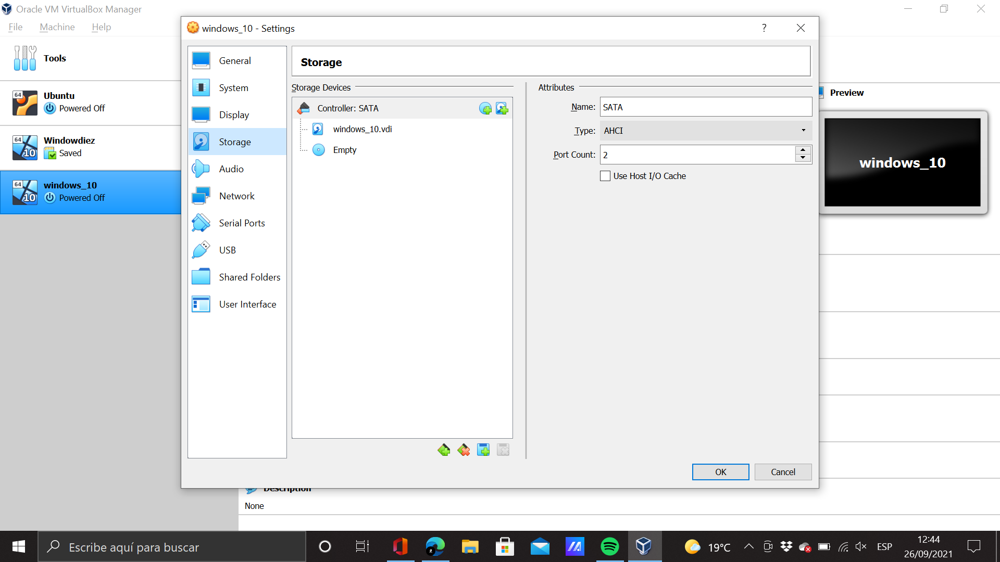 Oracle VM VirtualBox Manager
File Machine Help
Tools
64
Ubuntu
Powered Off
64
10
Windowdiez
Saved
64
10
windows_10
Powered Off
windows_10 - Settings
?
General
System
Display
Storage
Audio
Network
Serial Ports
USB
Shared Folders
User Interface
Storage
Storage Devices
Controller: SATA
windows_10.vdi
Empty
Attributes
Name: SATA
Type: AHCI
Port Count: 2
Use Host I/O Cache
OK Cancel
Preview
windows_10
Description
None
Escribe aquí para buscar
19°C
ESP
12:44
26/09/2021